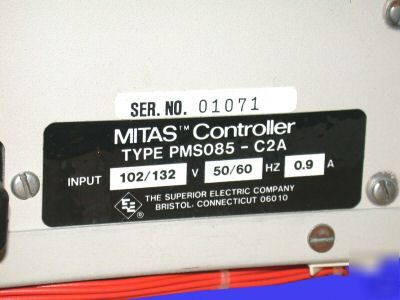 SER. NO. 01071
MITAS™ Controller
TYPE PMS085 - C2A
INPUT 102/132 V 50/60 HZ 0.9 A
THE SUPERIOR ELECTRIC COMPANY
BRISTOL, CONNECTICUT 06010